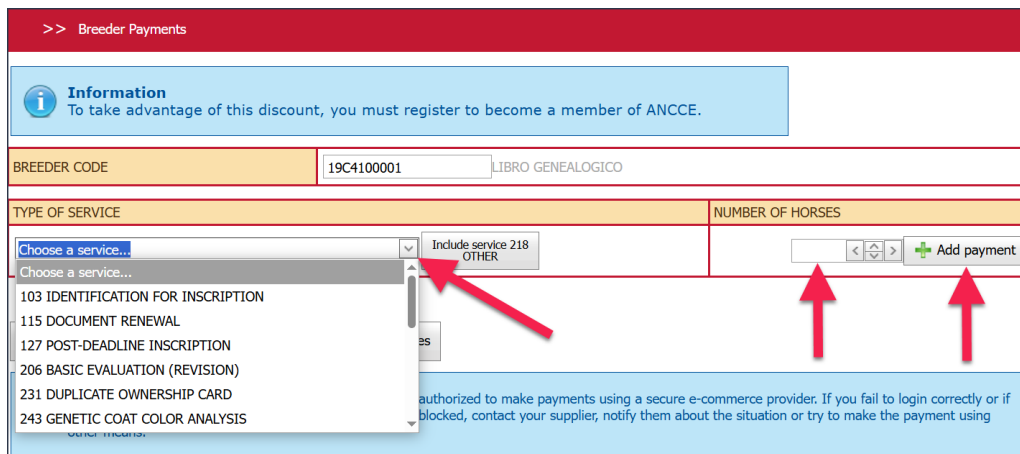 >> Breeder Payments
Information
To take advantage of this discount, you must register to become a member of ANCCE.
BREEDER CODE 19C4100001 LIBRO GENEALOGICO
TYPE OF SERVICE NUMBER OF HORSES
Choose a service... Include service 218 OTHER Add payment
Choose a service...
103 IDENTIFICATION FOR INSCRIPTION
115 DOCUMENT RENEWAL
127 POST-DEADLINE INSCRIPTION
206 BASIC EVALUATION (REVISION)
231 DUPLICATE OWNERSHIP CARD
243 GENETIC COAT COLOR ANALYSIS
authorized to make payments using a secure e-commerce provider. If you fail to login correctly or if
blocked, contact your supplier, notify them about the situation or try to make the payment using
other means.